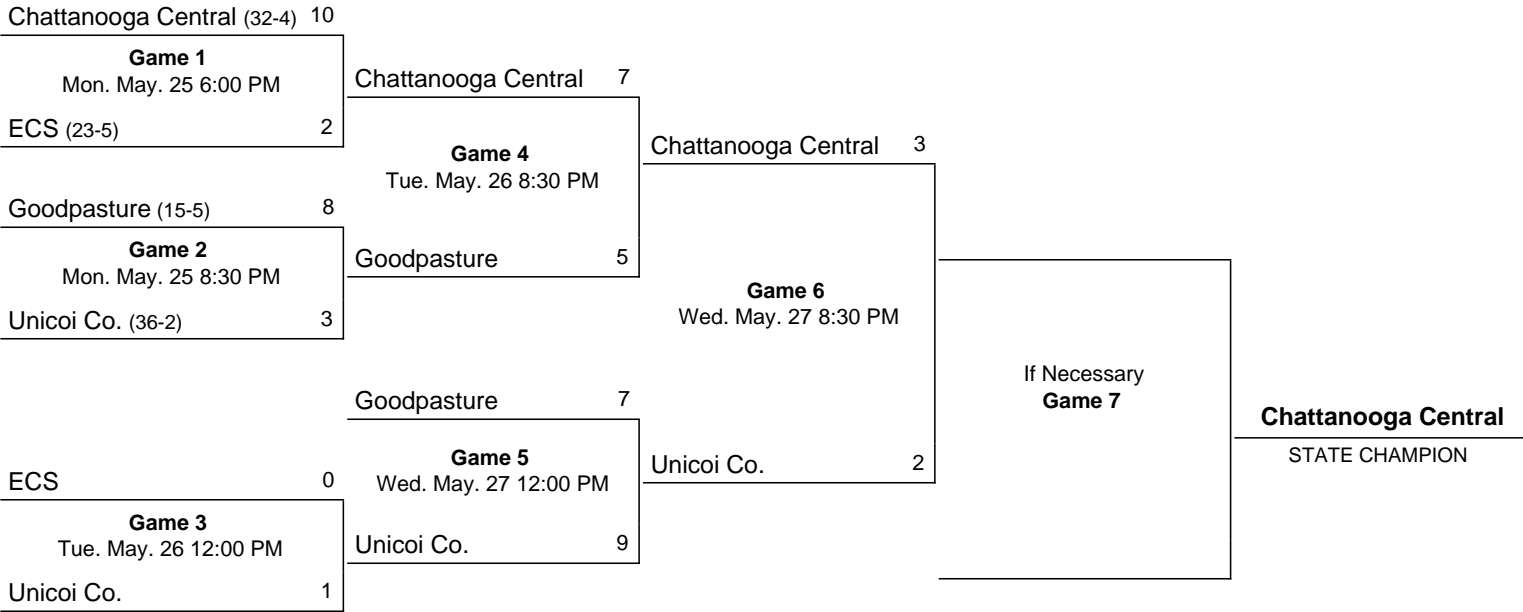 Chattanooga Central (32-4) 10
Game 1
Mon. May. 25 6:00 PM
ECS (23-5) 2
Goodpasture (15-5) 8
Game 2
Mon. May. 25 8:30 PM
Unicoi Co. (36-2) 3
ECS 0
Game 3
Tue. May. 26 12:00 PM
Unicoi Co. 1
Chattanooga Central 7
Game 4
Tue. May. 26 8:30 PM
Goodpasture 5
Goodpasture 7
Game 5
Wed. May. 27 12:00 PM
Unicoi Co. 9
Chattanooga Central 3
Game 6
Wed. May. 27 8:30 PM
Unicoi Co. 2
If Necessary
Game 7
Chattanooga Central
STATE CHAMPION